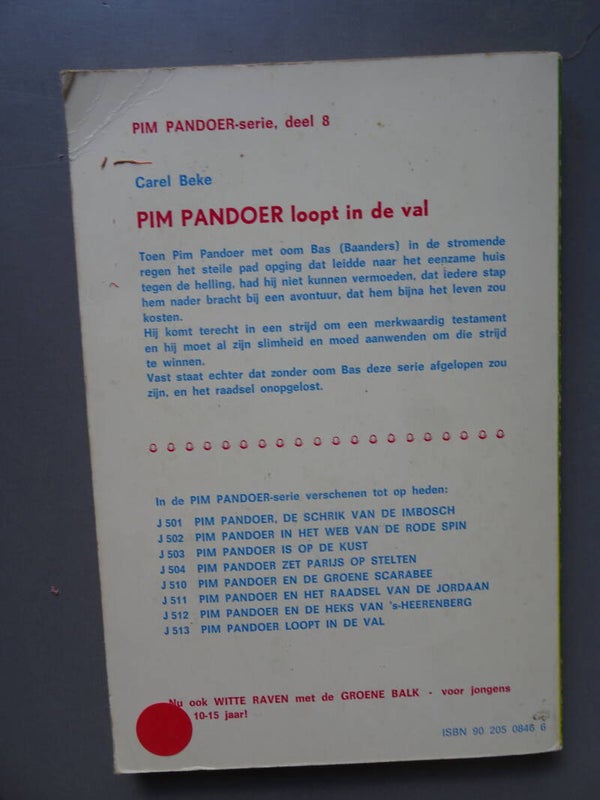 PIM PANDOER-serie, deel 8
Carel Beke
PIM PANDOER loopt in de val
Toen Pim Pandoer met oom Bas (Baanders) in de stromende
regen het steile pad opging dat leidde naar het eenzame huis
tegen de helling, had hij niet kunnen vermoeden, dat iedere stap
hem nader bracht bij een avontuur, dat hem bijna het leven zou
kosten.
Hij komt terecht in een strijd om een merkwaardig testament
en hij moet al zijn slimheid en moed aanwenden om die strijd
te winnen.
Vast staat echter dat zonder oom Bas deze serie afgelopen zou
zijn, en het raadsel onopgelost.
In de PIM PANDOER-serie verschenen tot op heden:
J 501 PIM PANDOER, DE SCHRIK VAN DE IMBOSCH
J 502 PIM PANDOER IN HET WEB VAN DE RODE SPIN
J 503 PIM PANDOER IS OP DE KUST
J 504 PIM PANDOER ZET PARIJS OP STELTEN
J 510 PIM PANDOER EN DE GROENE SCARABEE
J 511 PIM PANDOER EN HET RAADSEL VAN DE JORDAAN
J 512 PIM PANDOER EN DE HEKS VAN 's-HEERENBERG
J 513 PIM PANDOER LOOPT IN DE VAL
Nu ook WITTE RAVEN met de GROENE BALK - voor jongens
10-15 jaar!
ISBN 90 205 0846 6